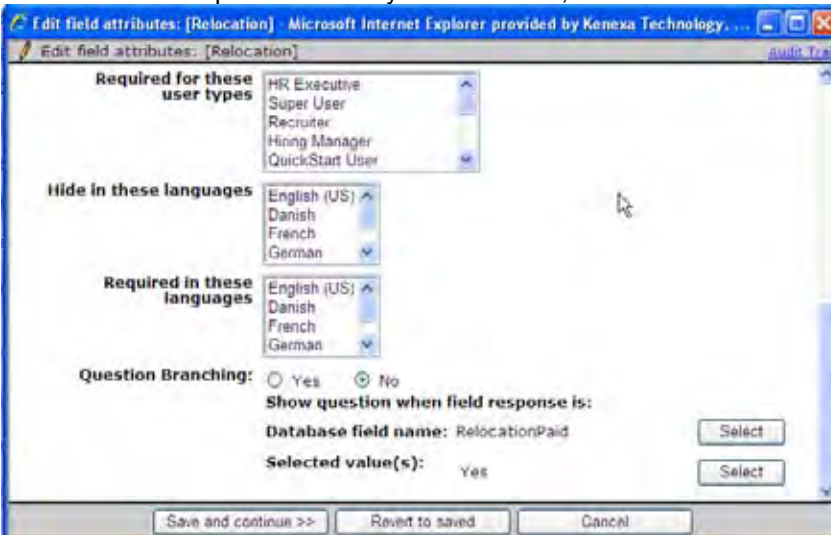 Edit field attributes: [Relocation] - Microsoft Internet Explorer provided by Kenexa Technology, ...
Edit field attributes: [Relocation]
Audit Trai
Required for these user types
HR Executive
Super User
Recruiter
Hiring Manager
QuickStart User
Hide in these languages
English (US)
Danish
French
German
Required in these languages
English (US)
Danish
French
German
Question Branching: Yes No
Show question when field response is:
Database field name: RelocationPaid Select
Selected value(s): Yes Select
Save and continue >> Revert to saved Cancel